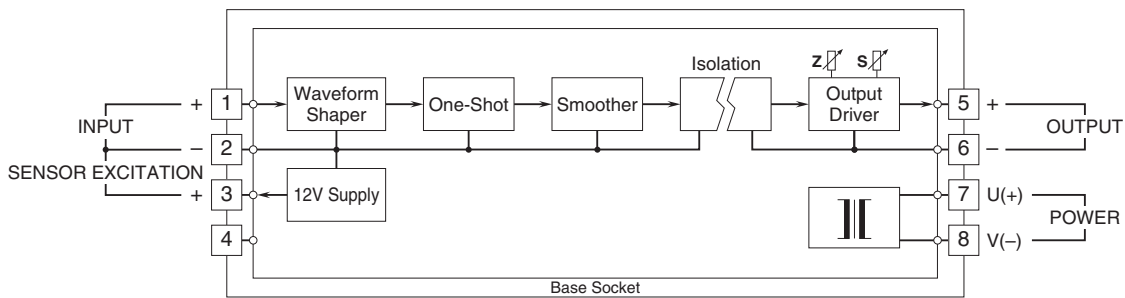 Isolation
Z S
Waveform
Shaper
One-Shot
Smoother
Output
Driver
INPUT
+ 1
− 2
SENSOR EXCITATION
+ 3
12V Supply
4
5 +
OUTPUT
6 −
7 U(+)
POWER
8 V(−)
Base Socket